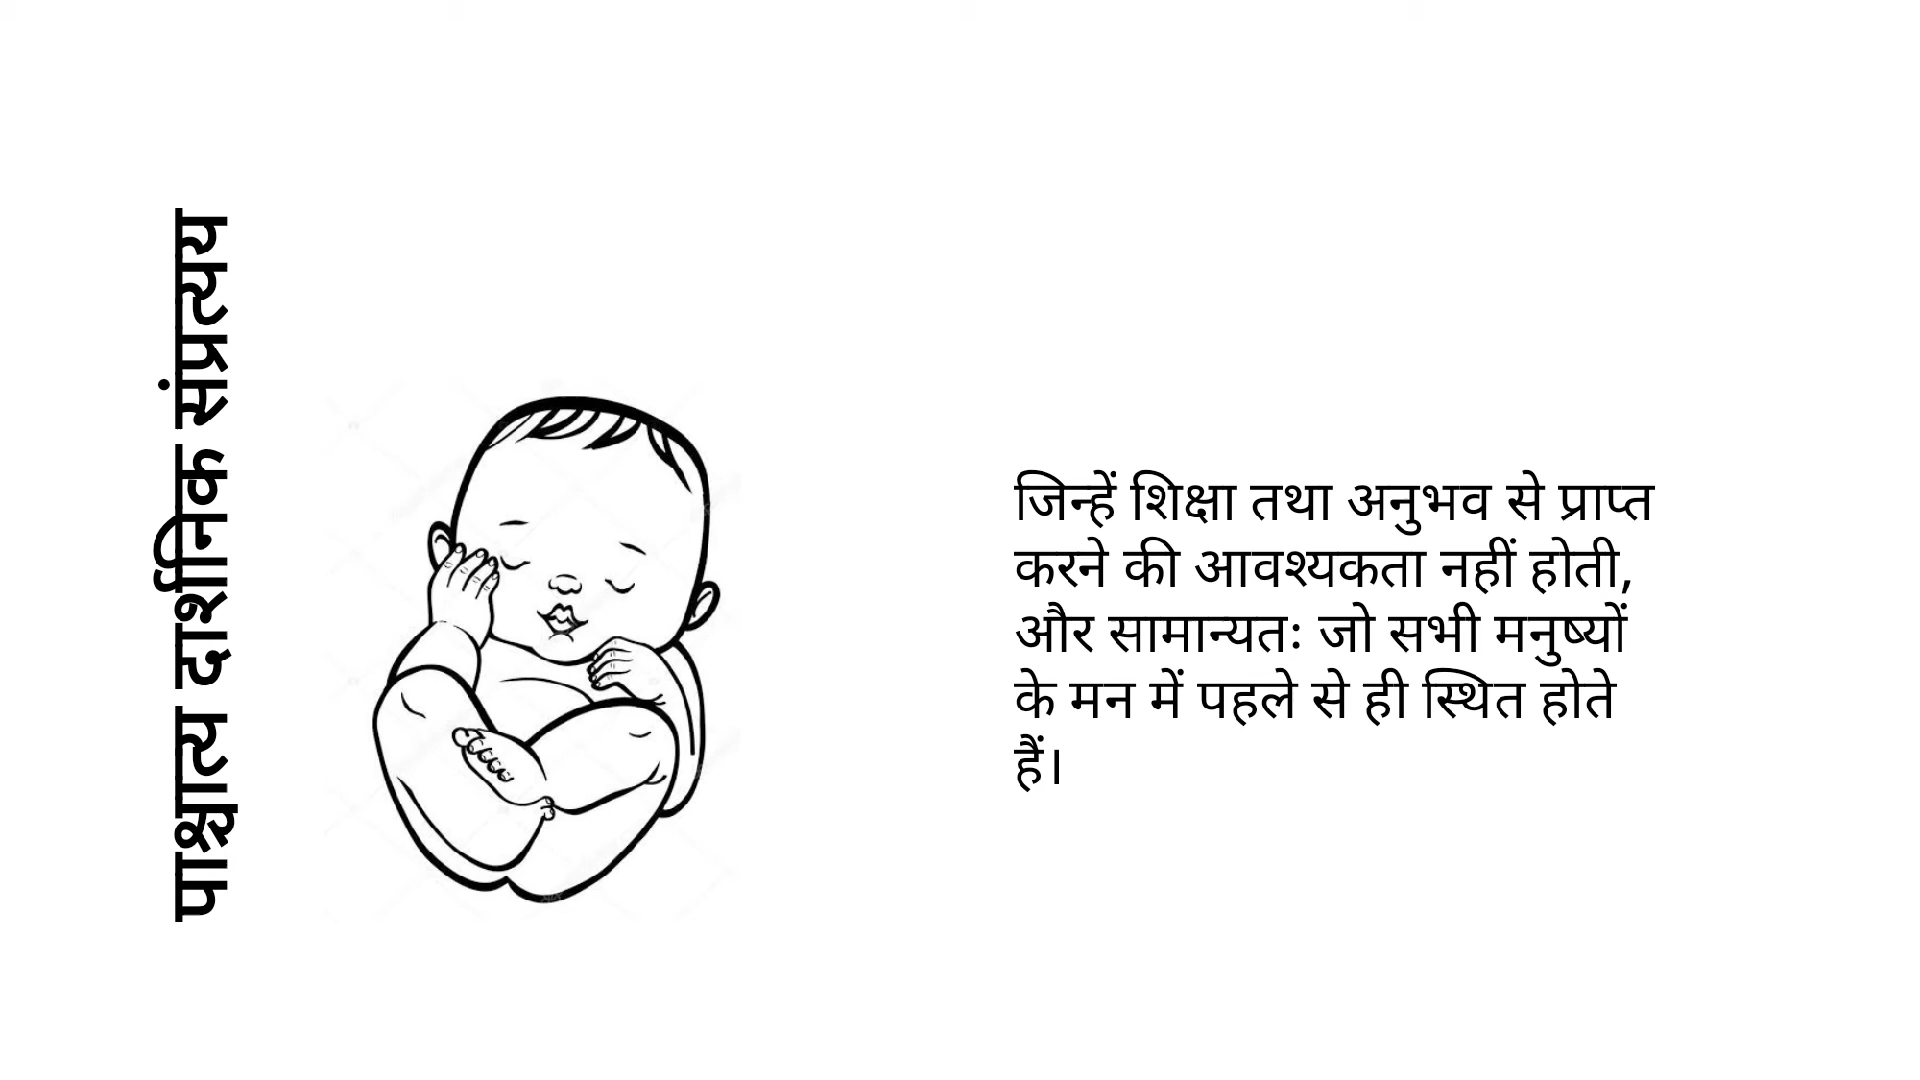 पाश्चात्य दार्शनिक संप्रत्यय
जिन्हें शिक्षा तथा अनुभव से प्राप्त
करने की आवश्यकता नहीं होती,
और सामान्यतः जो सभी मनुष्यों
के मन में पहले से ही स्थित होते
हैं।